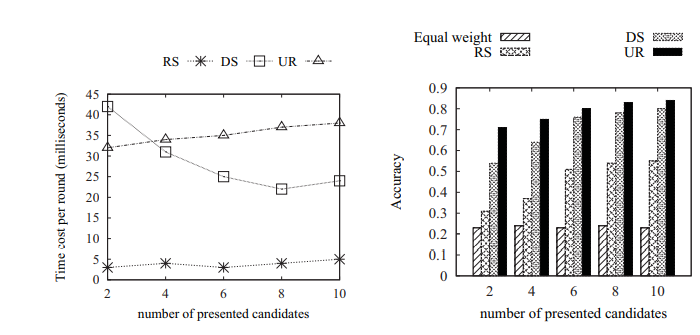 RS DS UR
Time cost per round (milliseconds)
45
40
35
30
25
20
15
10
5
0
2 4 6 8 10
number of presented candidates
Equal weight DS
RS UR
Accuracy
0.9
0.8
0.7
0.6
0.5
0.4
0.3
0.2
0.1
0
2 4 6 8 10
number of presented candidates